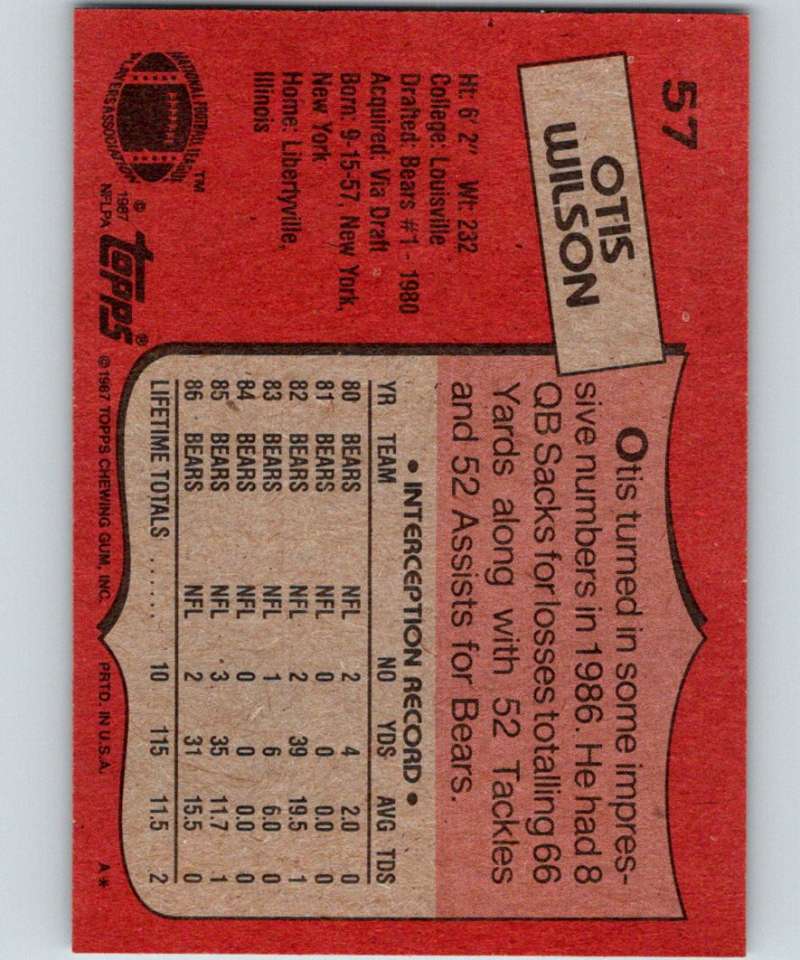 57
OTIS
WILSON
Ht: 6' 2" Wt: 232
College: Louisville
Drafted: Bears #1 - 1980
Acquired: Via Draft
Born: 9-15-57, New York,
New York
Home: Libertyville,
Illinois
NATIONAL FOOTBALL LEAGUE
PLAYERS ASSOCIATION
TM
© 1987
NFLPA
topps®
Otis turned in some impres-
sive numbers in 1986. He had 8
QB Sacks for losses totalling 66
Yards along with 52 Tackles
and 52 Assists for Bears.
• INTERCEPTION RECORD •
YR TEAM NO YDS AVG TDS
80 BEARS NFL 2 4 2.0 0
81 BEARS NFL 0 0 0.0 0
82 BEARS NFL 2 39 19.5 1
83 BEARS NFL 1 6 6.0 0
84 BEARS NFL 0 0 0.0 0
85 BEARS NFL 3 35 11.7 1
86 BEARS NFL 2 31 15.5 0
LIFETIME TOTALS ...... 10 115 11.5 2
© 1987 TOPPS CHEWING GUM, INC. PRTD. IN U.S.A. A*